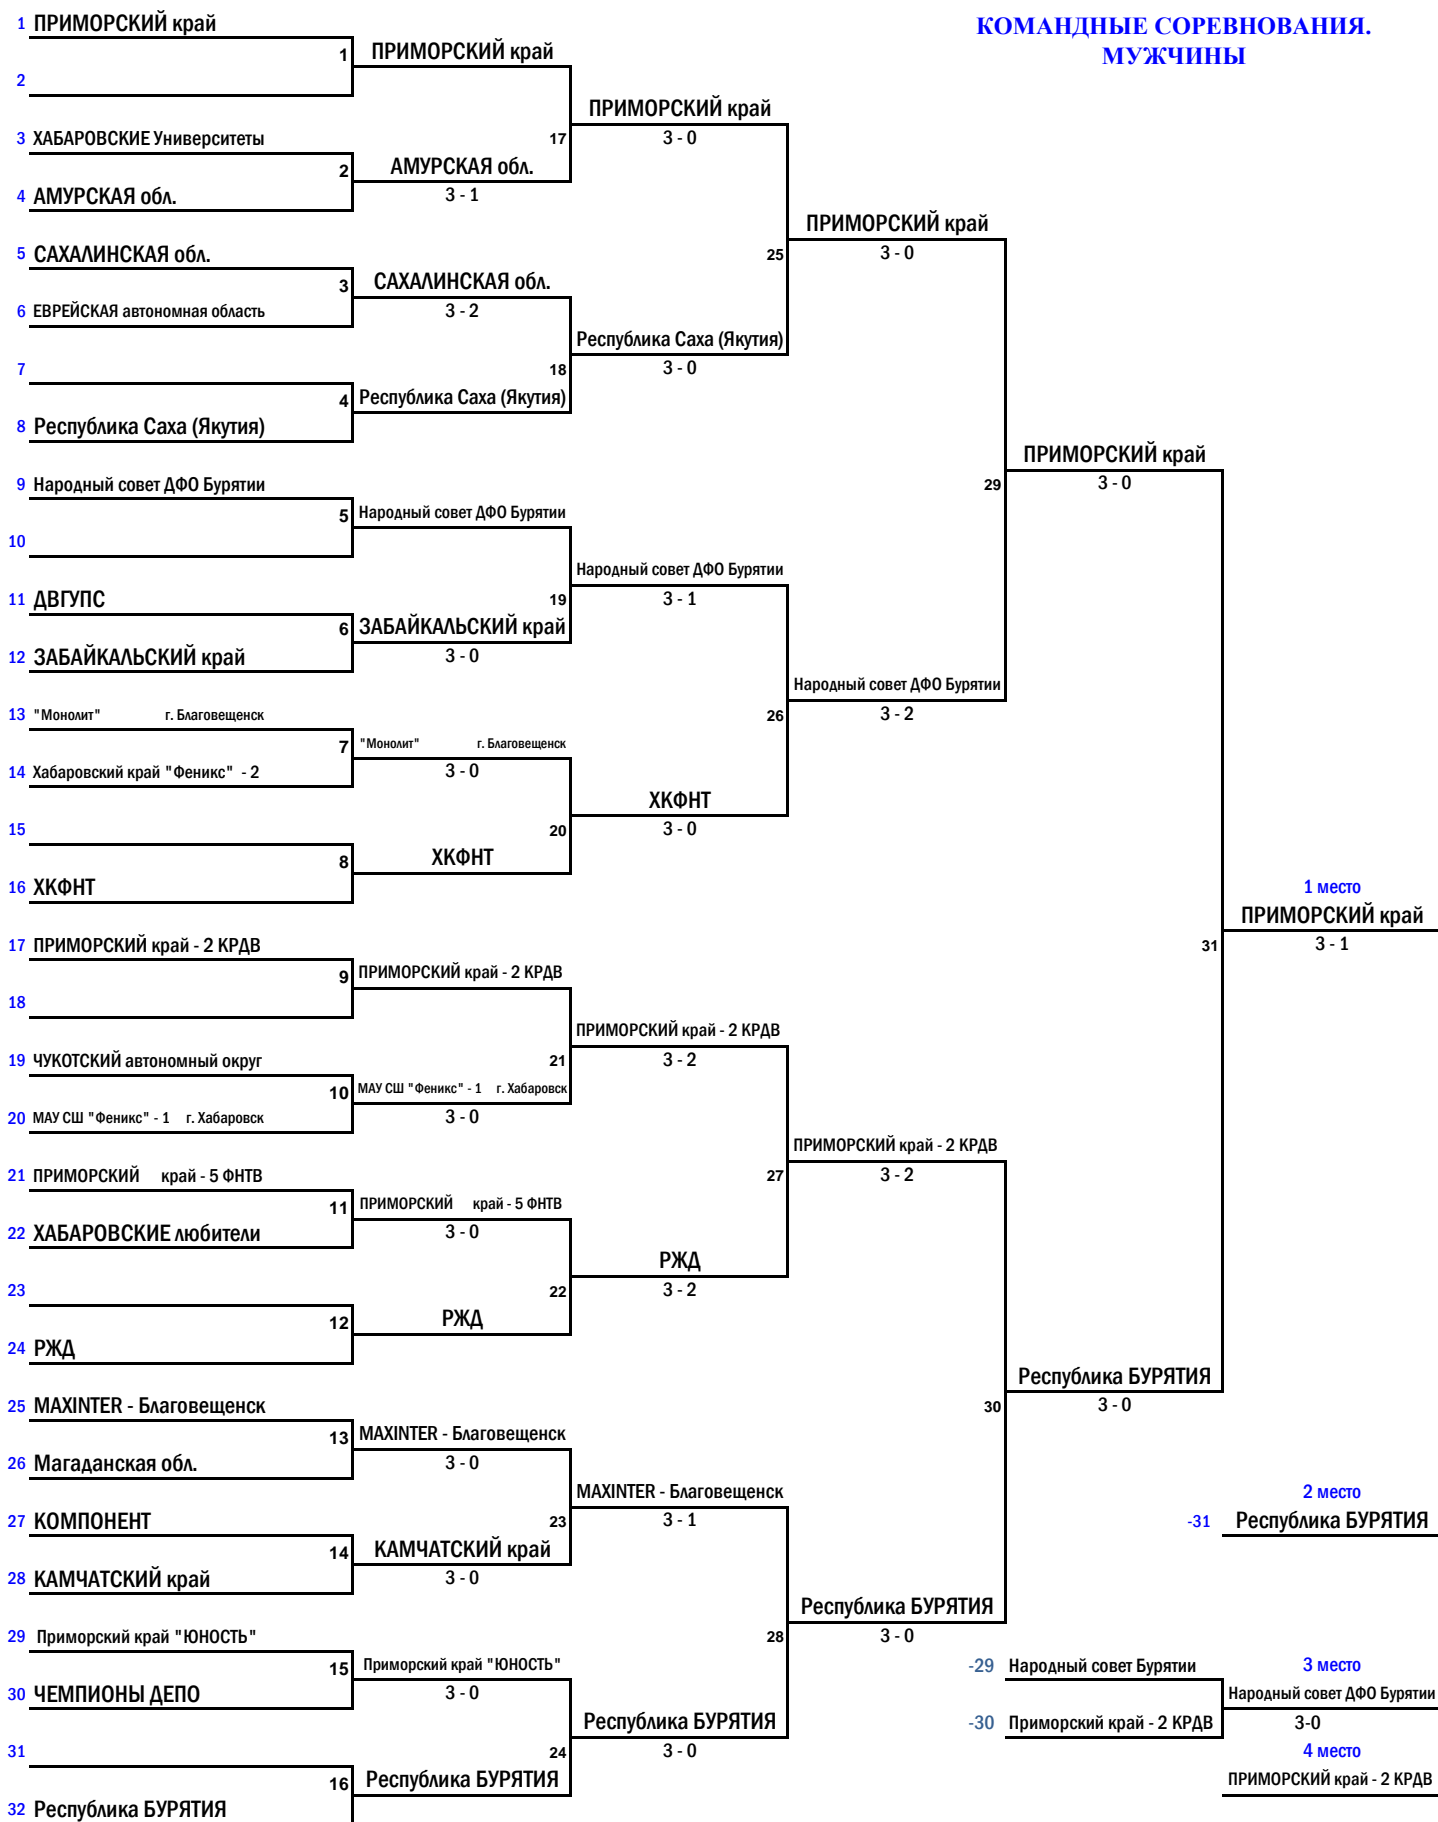 КОМАНДНЫЕ СОРЕВНОВАНИЯ.
МУЖЧИНЫ
1 ПРИМОРСКИЙ край
1 ПРИМОРСКИЙ край
2
ПРИМОРСКИЙ край
3 - 0
3 ХАБАРОВСКИЕ Университеты
17
2 АМУРСКАЯ обл.
3 - 1
4 АМУРСКАЯ обл.
ПРИМОРСКИЙ край
3 - 0
5 САХАЛИНСКАЯ обл.
25
3 САХАЛИНСКАЯ обл.
3 - 2
6 ЕВРЕЙСКАЯ автономная область
Республика Саха (Якутия)
3 - 0
7
18
4 Республика Саха (Якутия)
8 Республика Саха (Якутия)
ПРИМОРСКИЙ край
3 - 0
9 Народный совет ДФО Бурятии
29
5 Народный совет ДФО Бурятии
10
Народный совет ДФО Бурятии
3 - 1
11 ДВГУПС
19
6 ЗАБАЙКАЛЬСКИЙ край
3 - 0
12 ЗАБАЙКАЛЬСКИЙ край
Народный совет ДФО Бурятии
3 - 2
13 "Монолит" г. Благовещенск
26
7 "Монолит" г. Благовещенск
3 - 0
14 Хабаровский край "Феникс" - 2
ХКФНТ
3 - 0
15
20
8 ХКФНТ
16 ХКФНТ
1 место
ПРИМОРСКИЙ край
3 - 1
17 ПРИМОРСКИЙ край - 2 КРДВ
31
9 ПРИМОРСКИЙ край - 2 КРДВ
18
ПРИМОРСКИЙ край - 2 КРДВ
3 - 2
19 ЧУКОТСКИЙ автономный округ
21
10 МАУ СШ "Феникс" - 1 г. Хабаровск
3 - 0
20 МАУ СШ "Феникс" - 1 г. Хабаровск
ПРИМОРСКИЙ край - 2 КРДВ
3 - 2
21 ПРИМОРСКИЙ край - 5 ФНТВ
27
11 ПРИМОРСКИЙ край - 5 ФНТВ
3 - 0
22 ХАБАРОВСКИЕ любители
РЖД
3 - 2
23
22
12 РЖД
24 РЖД
Республика БУРЯТИЯ
3 - 0
25 MAXINTER - Благовещенск
30
13 MAXINTER - Благовещенск
3 - 0
26 Магаданская обл.
MAXINTER - Благовещенск
3 - 1
2 место
-31 Республика БУРЯТИЯ
27 КОМПОНЕНТ
23
14 КАМЧАТСКИЙ край
3 - 0
28 КАМЧАТСКИЙ край
Республика БУРЯТИЯ
3 - 0
29 Приморский край "ЮНОСТЬ"
28
15 Приморский край "ЮНОСТЬ"
3 - 0
-29 Народный совет Бурятии
3 место
Народный совет ДФО Бурятии
3-0
30 ЧЕМПИОНЫ ДЕПО
Республика БУРЯТИЯ
3 - 0
-30 Приморский край - 2 КРДВ
4 место
ПРИМОРСКИЙ край - 2 КРДВ
31
24
16 Республика БУРЯТИЯ
32 Республика БУРЯТИЯ